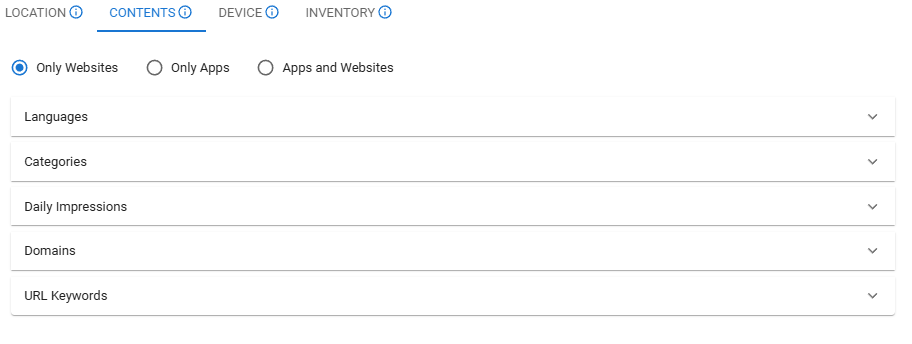 LOCATION CONTENTS DEVICE INVENTORY
Only Websites Only Apps Apps and Websites
Languages
Categories
Daily Impressions
Domains
URL Keywords